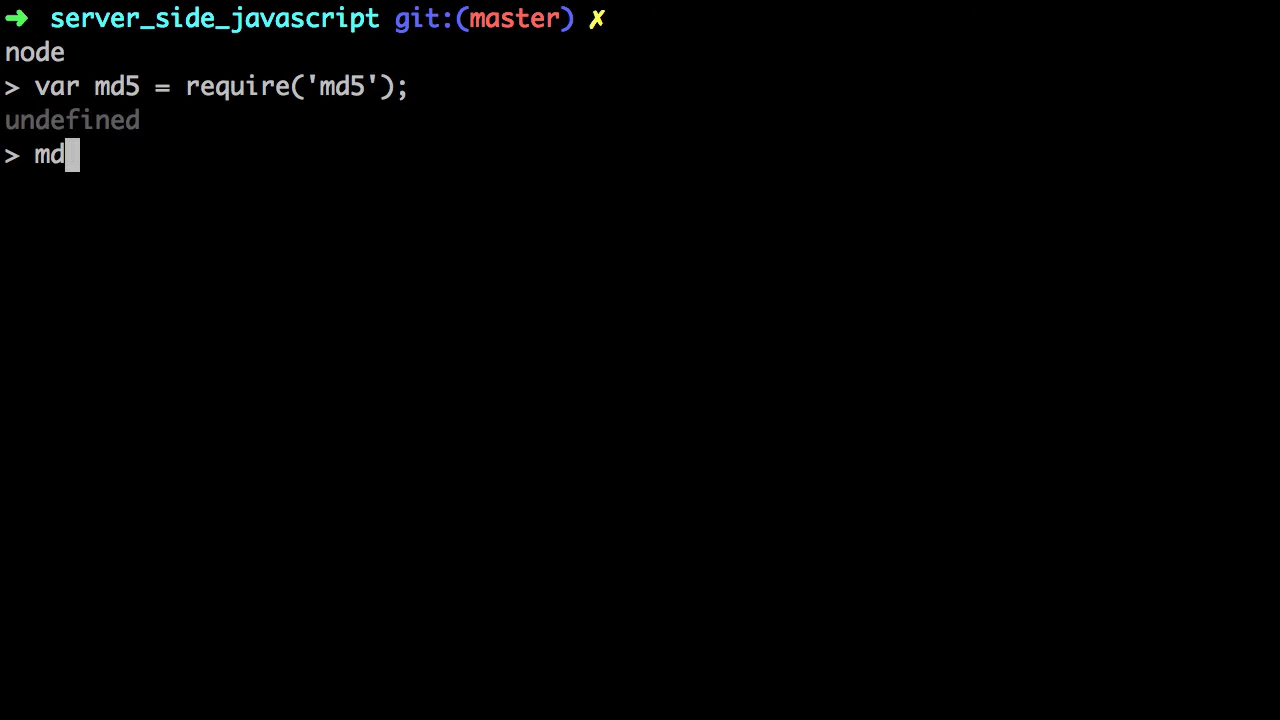 ➜ server_side_javascript git:(master) ✗
node
> var md5 = require('md5');
undefined
> md